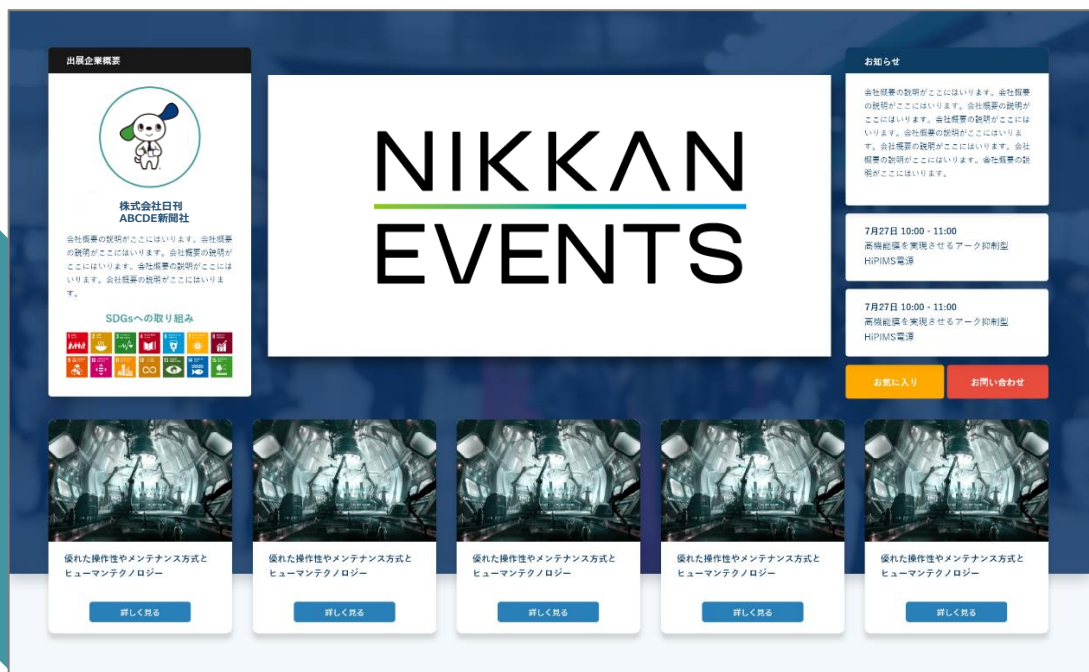 出展企業概要
株式会社日刊
ABCDE新聞社
会社概要の説明がここにはいります。会社概要
の説明がここにはいります。会社概要の説明が
ここにはいります。会社概要の説明がここには
いります。会社概要の説明がここにはいりま
す。
SDGsへの取り組み
NIKKAN
EVENTS
お知らせ
会社概要の説明がここにはいります。会社概要
の説明がここにはいります。会社概要の説明が
ここにはいります。会社概要の説明がここには
いります。会社概要の説明がここにはいりま
す。会社概要の説明がここにはいります。会社
概要の説明がここにはいります。会社概要の説
明がここにはいります。
7月27日 10:00 - 11:00
高機能膜を実現させるアーク抑制型
HiPIMS電源
7月27日 10:00 - 11:00
高機能膜を実現させるアーク抑制型
HiPIMS電源
お気に入り
お問い合わせ
優れた操作性やメンテナンス方式と
ヒューマンテクノロジー
詳しく見る
優れた操作性やメンテナンス方式と
ヒューマンテクノロジー
詳しく見る
優れた操作性やメンテナンス方式と
ヒューマンテクノロジー
詳しく見る
優れた操作性やメンテナンス方式と
ヒューマンテクノロジー
詳しく見る
優れた操作性やメンテナンス方式と
ヒューマンテクノロジー
詳しく見る